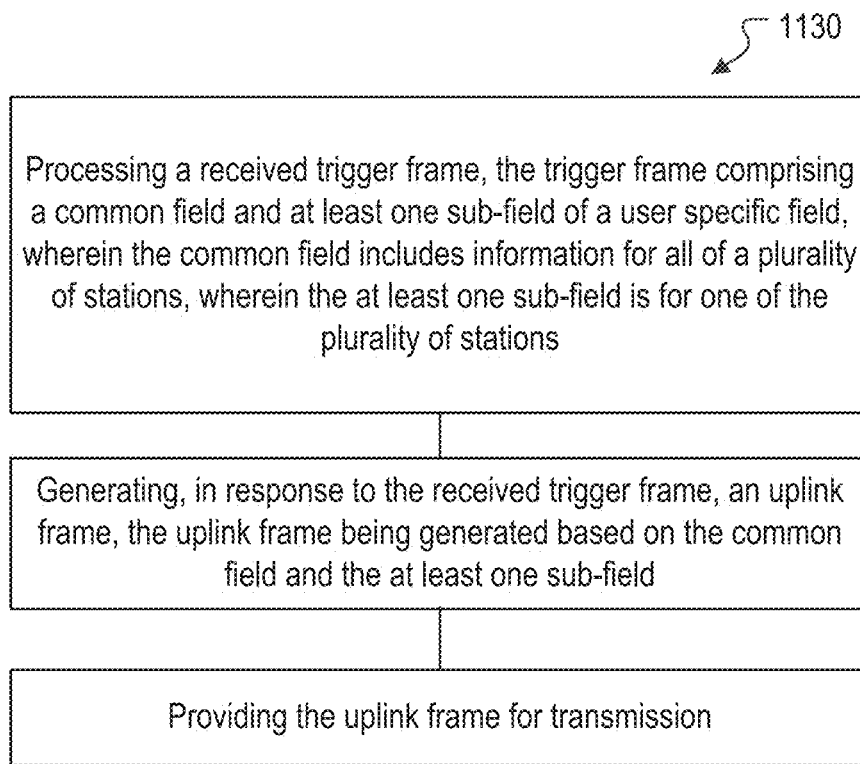 1130
Processing a received trigger frame, the trigger frame comprising
a common field and at least one sub-field of a user specific field,
wherein the common field includes information for all of a plurality
of stations, wherein the at least one sub-field is for one of the
plurality of stations
Generating, in response to the received trigger frame, an uplink
frame, the uplink frame being generated based on the common
field and the at least one sub-field
Providing the uplink frame for transmission